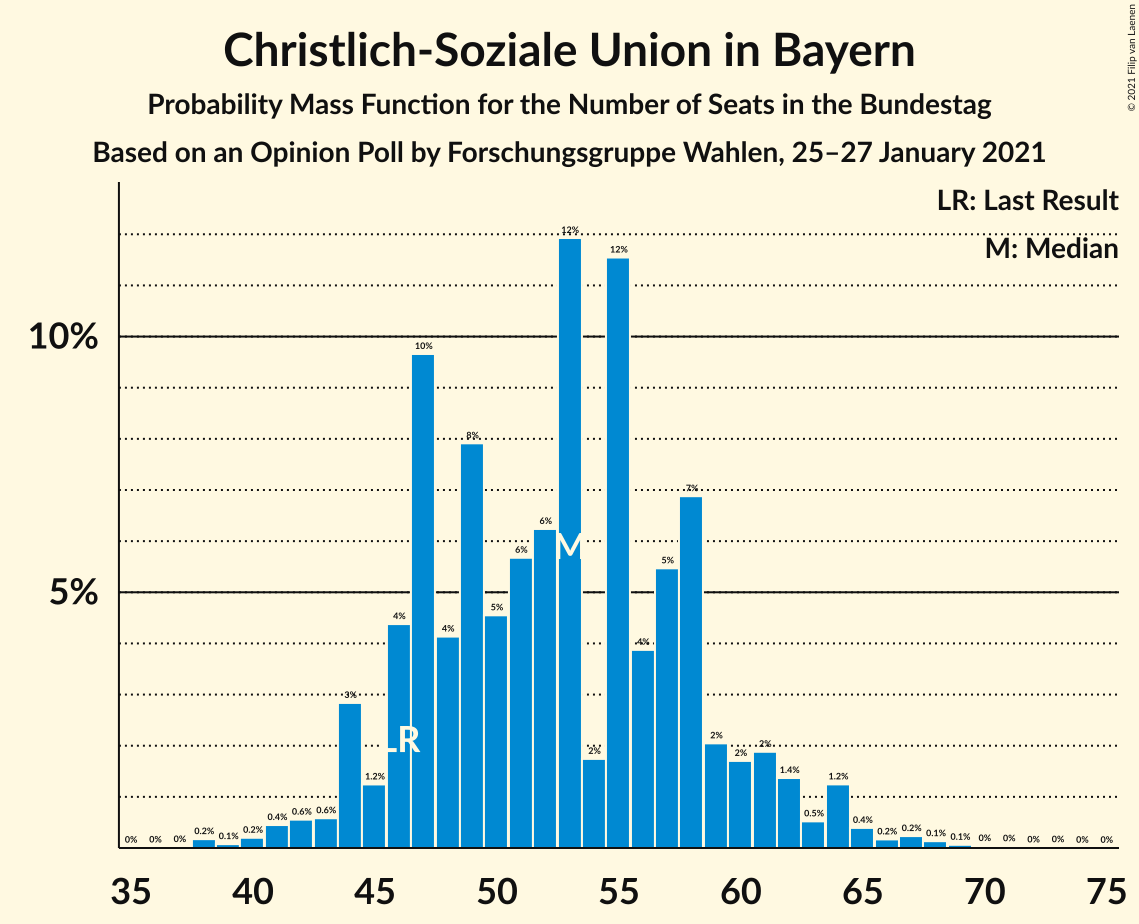 Christlich-Soziale Union in Bayern
Probability Mass Function for the Number of Seats in the Bundestag
Based on an Opinion Poll by Forschungsgruppe Wahlen, 25–27 January 2021
© 2021 Filip van Laenen
LR: Last Result
M: Median
10%
5%
0% 0% 0% 0.2% 0.1% 0.2% 0.4% 0.6% 0.6% 3% 1.2% 4% 10% 4% 8% 5% 6% 6% 12% 2% 12% 4% 5% 7% 2% 2% 2% 1.4% 0.5% 1.2% 0.4% 0.2% 0.2% 0.1% 0.1% 0% 0% 0% 0% 0% 0%
LR
M
35 40 45 50 55 60 65 70 75